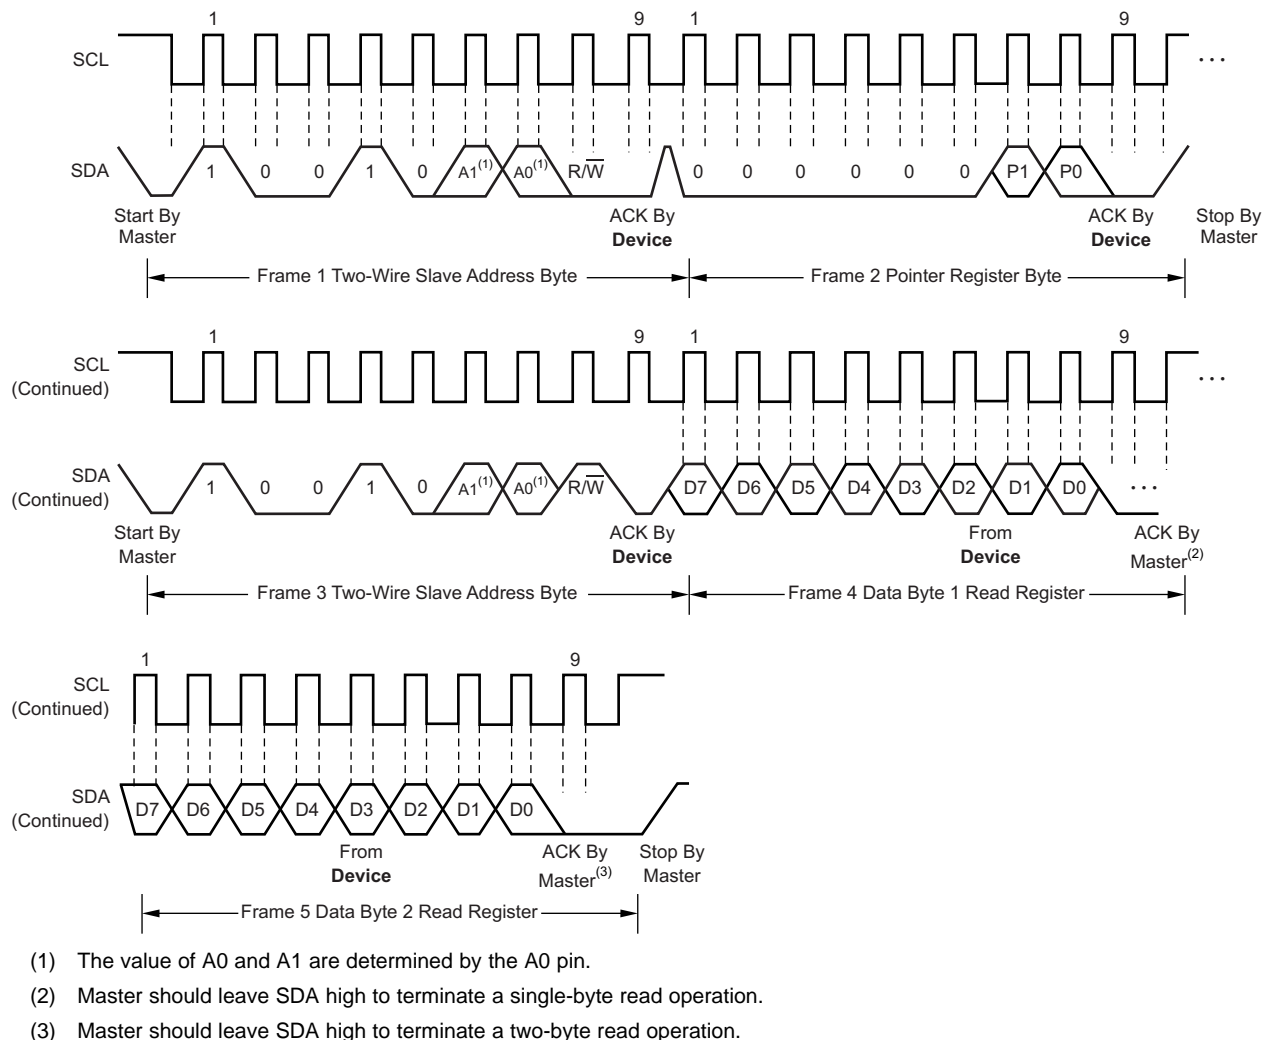 1 9 1 9
SCL ...
SDA 1 0 0 1 0 A1(1) A0(1) R/W̅ 0 0 0 0 0 0 P1 P0
Start By Master
ACK By Device
ACK By Device
Stop By Master
Frame 1 Two-Wire Slave Address Byte
Frame 2 Pointer Register Byte
1 9 1 9
SCL (Continued) ...
SDA (Continued) 1 0 0 1 0 A1(1) A0(1) R/W̅ D7 D6 D5 D4 D3 D2 D1 D0 ...
Start By Master
ACK By Device
From Device
ACK By Master(2)
Frame 3 Two-Wire Slave Address Byte
Frame 4 Data Byte 1 Read Register
1 9
SCL (Continued)
SDA (Continued) D7 D6 D5 D4 D3 D2 D1 D0
From Device
ACK By Master(3)
Stop By Master
Frame 5 Data Byte 2 Read Register
(1) The value of A0 and A1 are determined by the A0 pin.
(2) Master should leave SDA high to terminate a single-byte read operation.
(3) Master should leave SDA high to terminate a two-byte read operation.